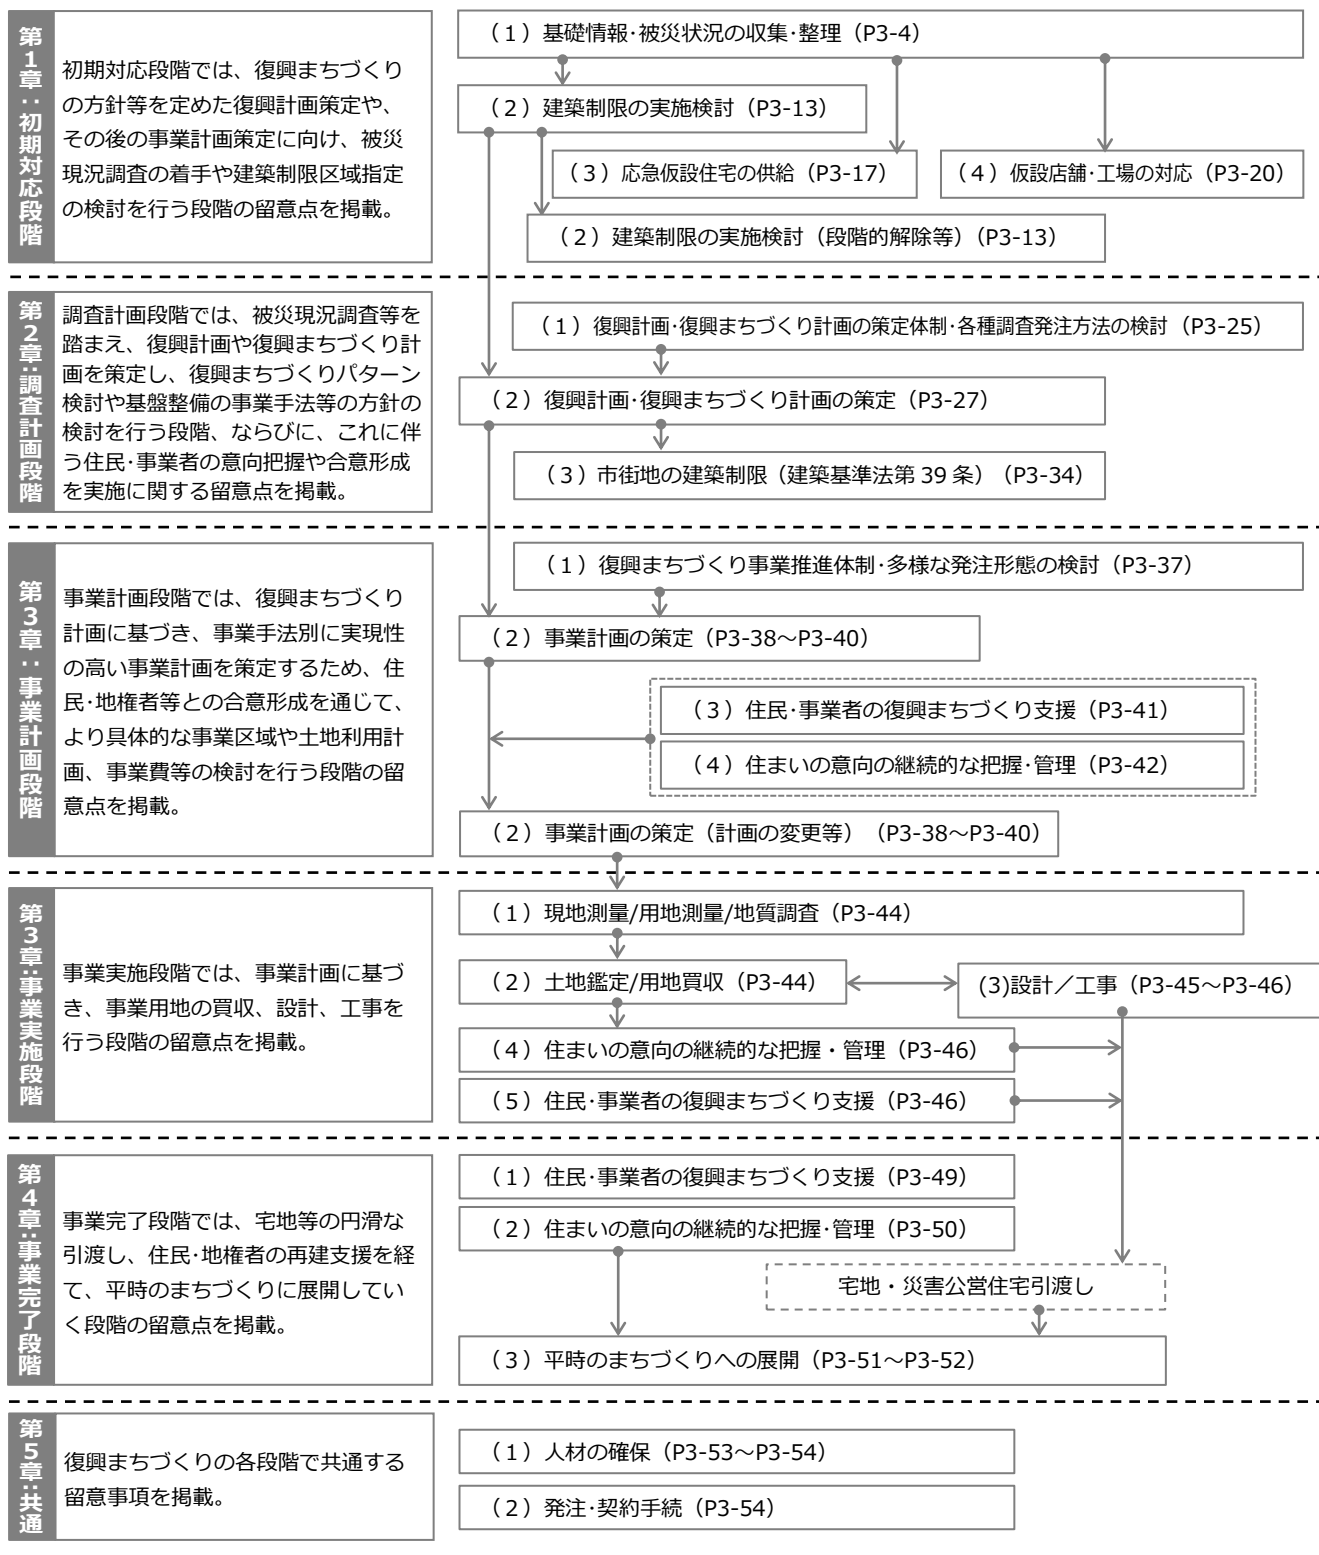 第1章：初期対応段階
初期対応段階では、復興まちづくり
の方針等を定めた復興計画策定や、
その後の事業計画策定に向け、被災
現況調査の着手や建築制限区域指定
の検討を行う段階の留意点を掲載。
（１）基礎情報･被災状況の収集･整理（P3-4）
（２）建築制限の実施検討（P3-13）
（３）応急仮設住宅の供給（P3-17）
（４）仮設店舗･工場の対応（P3-20）
（２）建築制限の実施検討（段階的解除等）（P3-13）
第2章：調査計画段階
調査計画段階では、被災現況調査等を
踏まえ、復興計画や復興まちづくり計
画を策定し、復興まちづくりパターン
検討や基盤整備の事業手法等の方針の
検討を行う段階、ならびに、これに伴
う住民･事業者の意向把握や合意形成
を実施に関する留意点を掲載。
（１）復興計画･復興まちづくり計画の策定体制･各種調査発注方法の検討（P3-25）
（２）復興計画･復興まちづくり計画の策定（P3-27）
（３）市街地の建築制限（建築基準法第 39 条）（P3-34）
第3章：事業計画段階
事業計画段階では、復興まちづくり
計画に基づき、事業手法別に実現性
の高い事業計画を策定するため、住
民･地権者等との合意形成を通じて、
より具体的な事業区域や土地利用計
画、事業費等の検討を行う段階の留
意点を掲載。
（１）復興まちづくり事業推進体制･多様な発注形態の検討（P3-37）
（２）事業計画の策定（P3-38～P3-40）
（３）住民･事業者の復興まちづくり支援（P3-41）
（４）住まいの意向の継続的な把握･管理（P3-42）
（２）事業計画の策定（計画の変更等）（P3-38～P3-40）
第3章：事業実施段階
事業実施段階では、事業計画に基づ
き、事業用地の買収、設計、工事を
行う段階の留意点を掲載。
（１）現地測量/用地測量/地質調査（P3-44）
（２）土地鑑定/用地買収（P3-44）
(3)設計／工事（P3-45～P3-46）
（４）住まいの意向の継続的な把握・管理（P3-46）
（５）住民･事業者の復興まちづくり支援（P3-46）
第4章：事業完了段階
事業完了段階では、宅地等の円滑な
引渡し、住民･地権者の再建支援を経
て、平時のまちづくりに展開してい
く段階の留意点を掲載。
（１）住民･事業者の復興まちづくり支援（P3-49）
（２）住まいの意向の継続的な把握･管理（P3-50）
宅地・災害公営住宅引渡し
（３）平時のまちづくりへの展開（P3-51～P3-52）
第5章：共通
復興まちづくりの各段階で共通する
留意事項を掲載。
（１）人材の確保（P3-53～P3-54）
（２）発注･契約手続（P3-54）